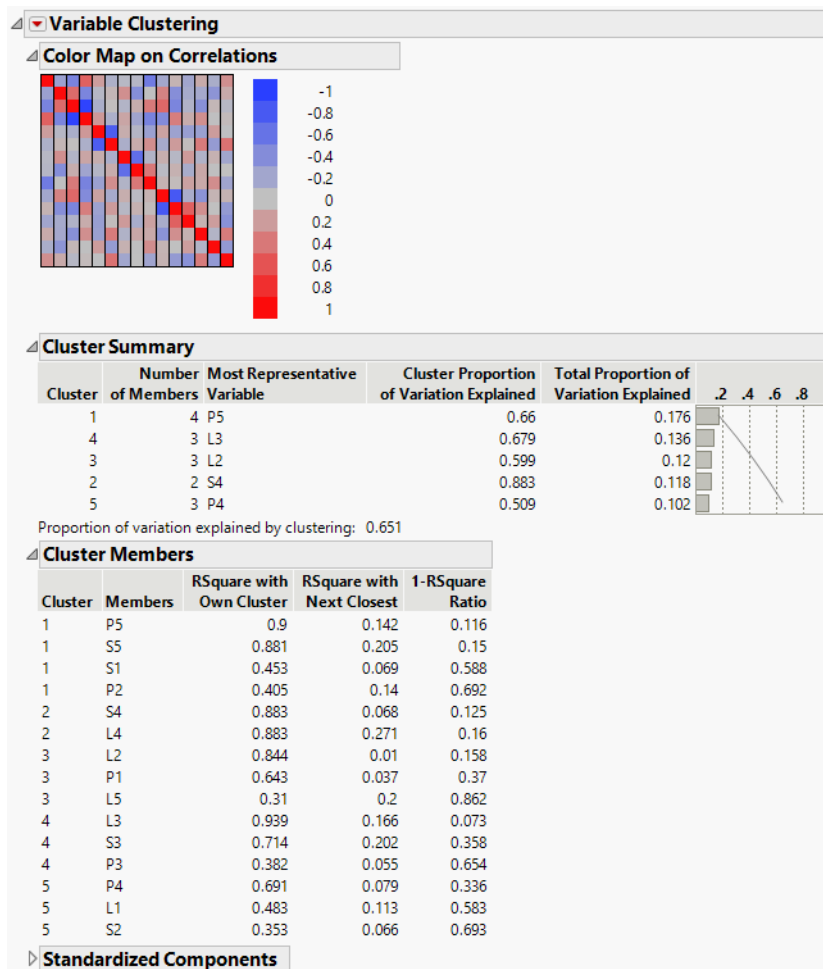 Variable Clustering
Color Map on Correlations
-1
-0.8
-0.6
-0.4
-0.2
0
0.2
0.4
0.6
0.8
1
Cluster Summary
Number Most Representative Cluster Proportion Total Proportion of
Cluster of Members Variable of Variation Explained Variation Explained .2 .4 .6 .8
1 4 P5 0.66 0.176
4 3 L3 0.679 0.136
3 3 L2 0.599 0.12
2 2 S4 0.883 0.118
5 3 P4 0.509 0.102
Proportion of variation explained by clustering: 0.651
Cluster Members
RSquare with RSquare with 1-RSquare
Cluster Members Own Cluster Next Closest Ratio
1 P5 0.9 0.142 0.116
1 S5 0.881 0.205 0.15
1 S1 0.453 0.069 0.588
1 P2 0.405 0.14 0.692
2 S4 0.883 0.068 0.125
2 L4 0.883 0.271 0.16
3 L2 0.844 0.01 0.158
3 P1 0.643 0.037 0.37
3 L5 0.31 0.2 0.862
4 L3 0.939 0.166 0.073
4 S3 0.714 0.202 0.358
4 P3 0.382 0.055 0.654
5 P4 0.691 0.079 0.336
5 L1 0.483 0.113 0.583
5 S2 0.353 0.066 0.693
Standardized Components